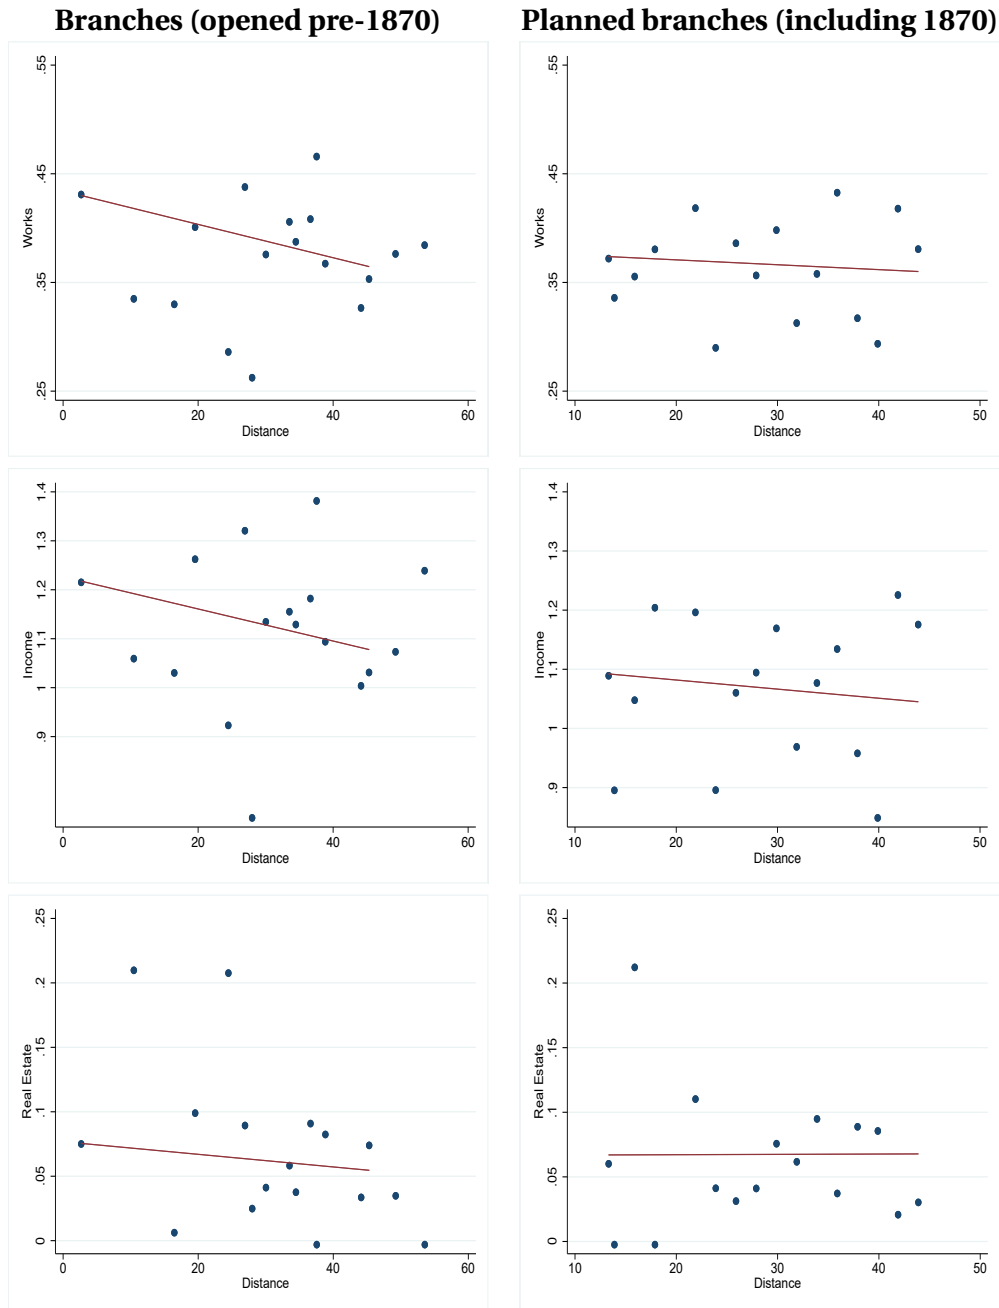 Branches (opened pre-1870)
Planned branches (including 1870)
.55
.45
.35
.25
Works
0 20 40 60
Distance
.55
.45
.35
.25
Works
10 20 30 40 50
Distance
1.4
1.3
1.2
1.1
1
.9
Income
0 20 40 60
Distance
1.4
1.3
1.2
1.1
1
.9
Income
10 20 30 40 50
Distance
.25
.2
.15
.1
.05
0
Real Estate
0 20 40 60
Distance
.25
.2
.15
.1
.05
0
Real Estate
10 20 30 40 50
Distance